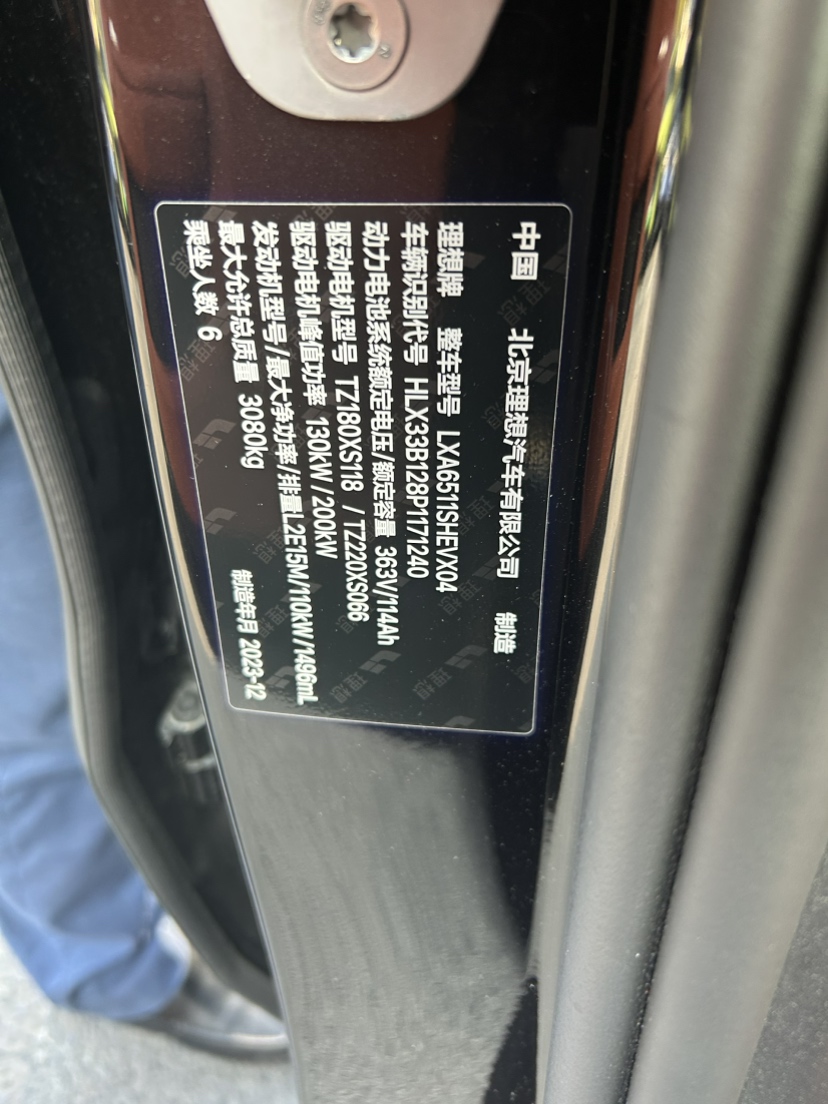 中国 北京理想汽车有限公司 制造
理想牌 整车型号 LXA6511SHEVX04
车辆识别代号 HLX33B128P1171240
动力电池系统额定电压/额定容量 363V/114Ah
驱动电机型号 TZ180XS118 / TZ220XS066
驱动电机峰值功率 130kW/200kW
发动机型号/最大净功率/排量L2E15M/110kW/1496mL
最大允许总质量 3080kg 制造年月 2023-12
乘坐人数 6